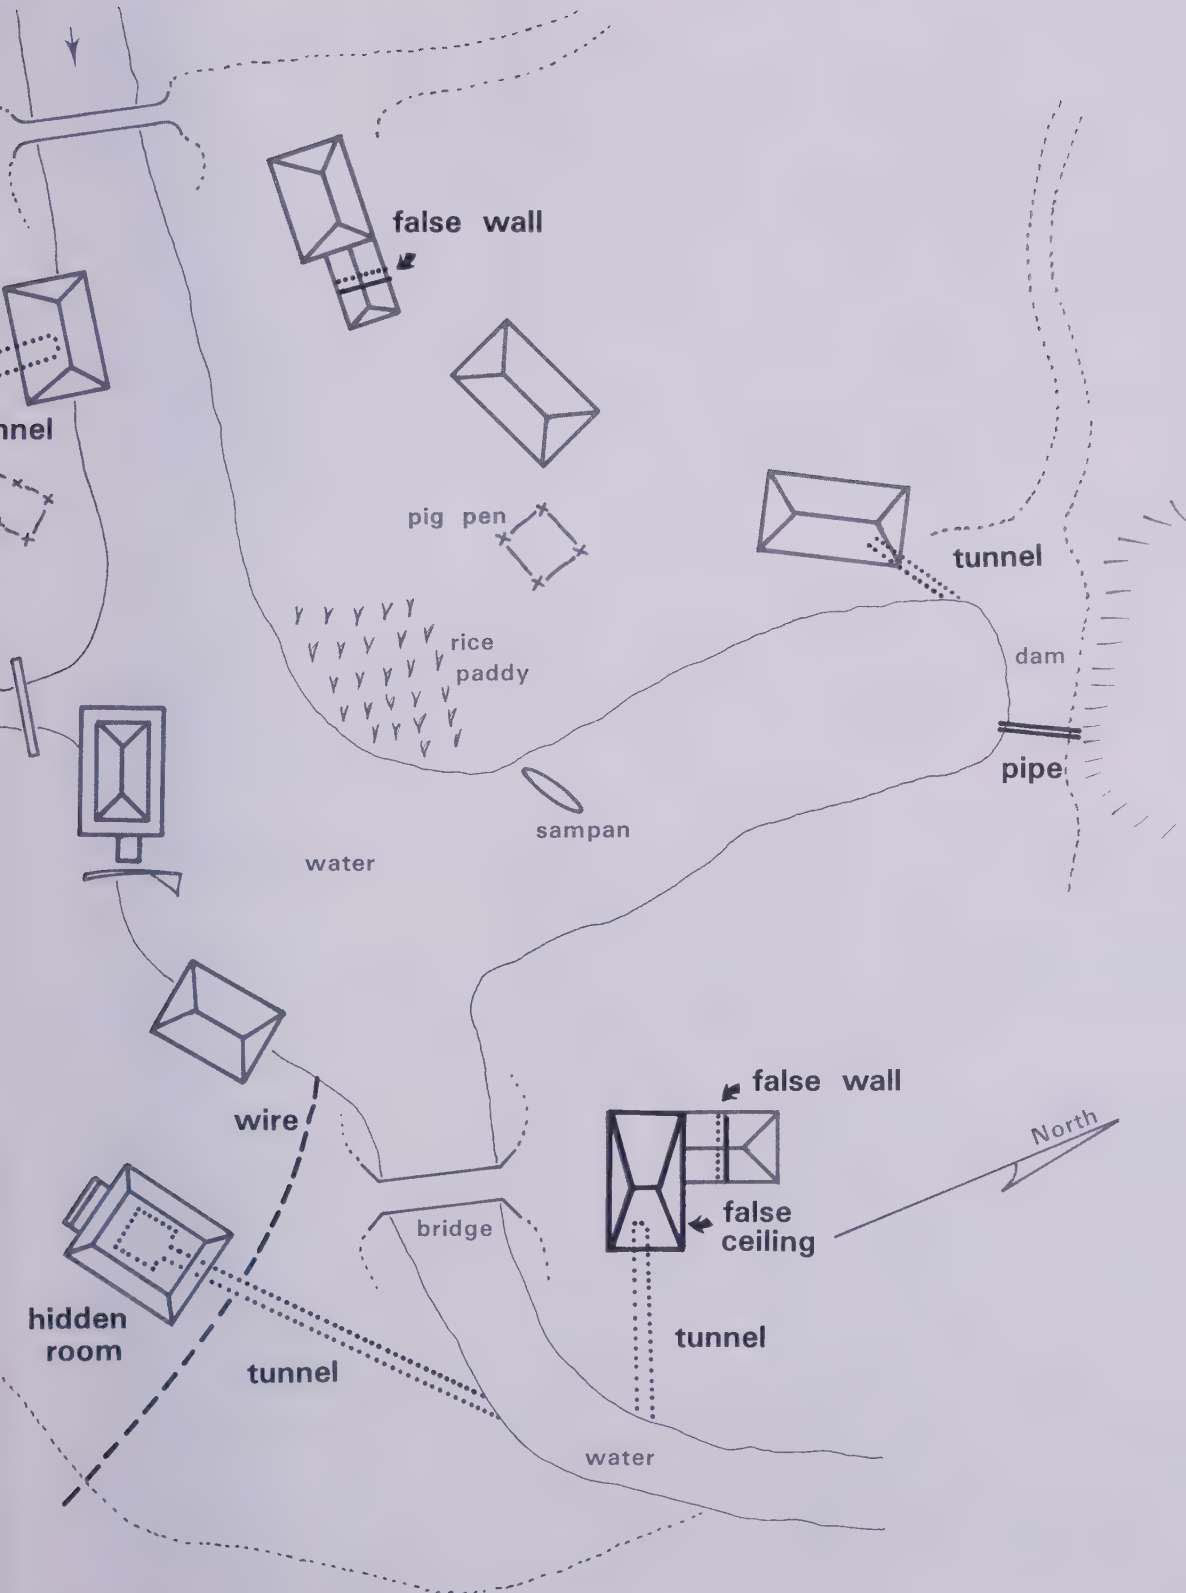 false wall
nnel
pig pen
tunnel
rice
paddy
dam
pipe
sampan
water
false wall
wire
North
false
ceiling
bridge
hidden
room
tunnel
tunnel
water